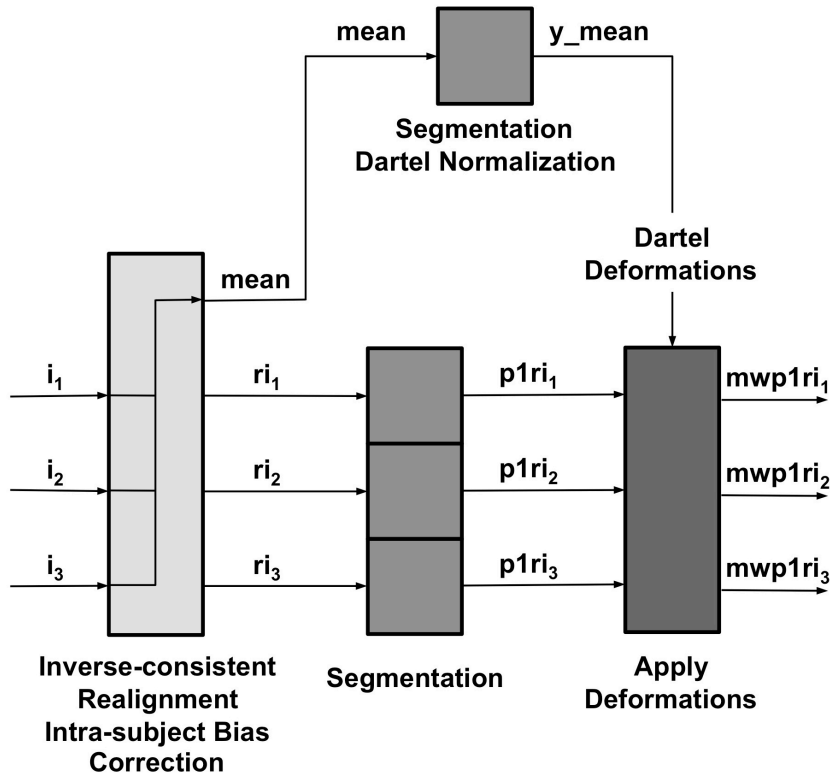 mean
y_mean
Segmentation
Dartel Normalization
Dartel
Deformations
mean
i₁
ri₁
p1ri₁
mwp1ri₁
i₂
ri₂
p1ri₂
mwp1ri₂
i₃
ri₃
p1ri₃
mwp1ri₃
Inverse-consistent
Realignment
Intra-subject Bias
Correction
Segmentation
Apply
Deformations